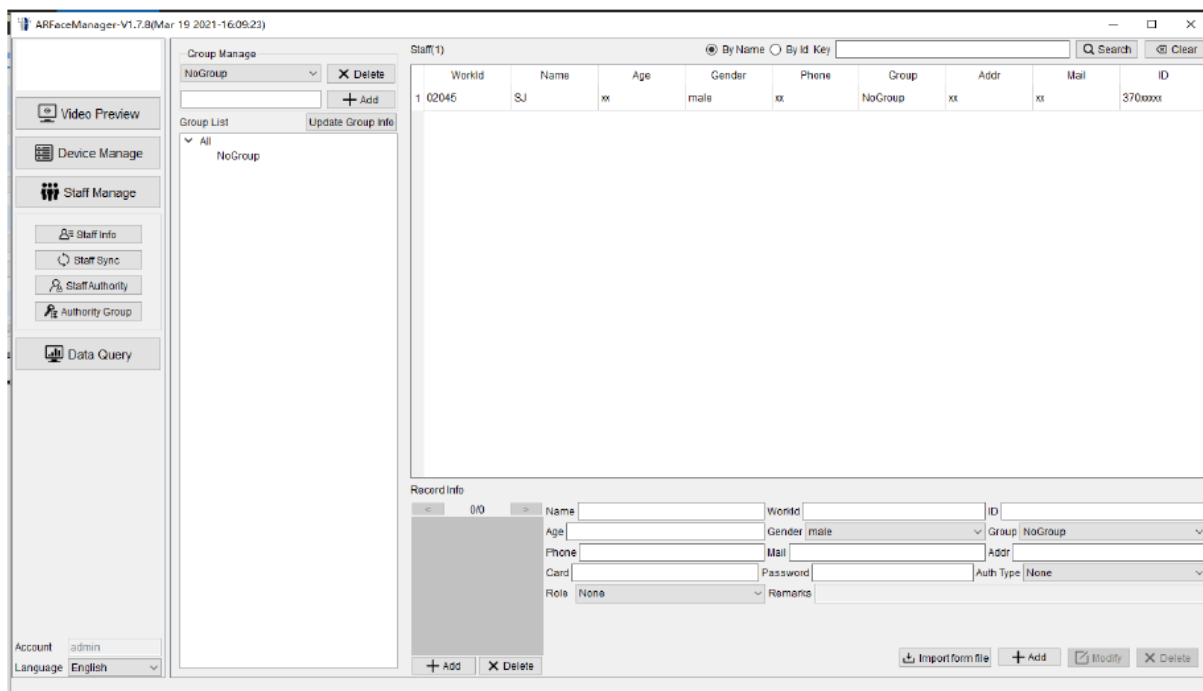 ARFaceManager-V1.7.8(Mar 19 2021-16:09:23)
Video Preview
Device Manage
Staff Manage
Staff Info
Staff Sync
Staff Authority
Authority Group
Data Query
Account admin
Language English
Group Manage
NoGroup Delete
Add
Group List Update Group Info
All
NoGroup
Staff(1) By Name By Id Key Search Clear
WorkId Name Age Gender Phone Group Addr Mail ID
1 02045 SJ xx male xx NoGroup xx xx 370xxxxx
Record Info
< 0/0 > Name WorkId ID
Age Gender male Group NoGroup
Phone Mail Addr
Card Password Auth Type None
Role None Remarks
Add Delete Import form file Add Modify Delete